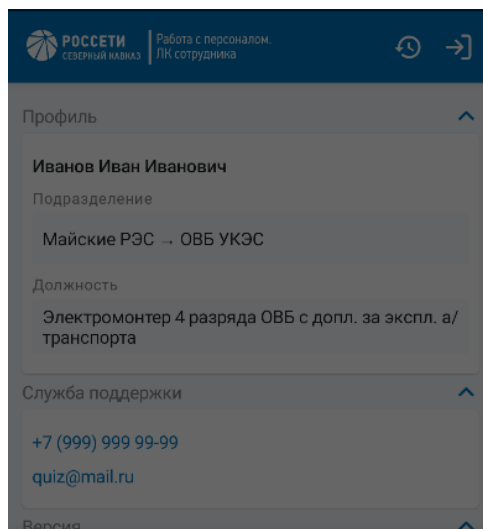 РОССЕТИ
СЕВЕРНЫЙ КАВКАЗ
Работа с персоналом.
ЛК сотрудника
Профиль
Иванов Иван Иванович
Подразделение
Майские РЭС → ОВБ УКЭС
Должность
Электромонтер 4 разряда ОВБ с допл. за экспл. а/
транспорта
Служба поддержки
+7 (999) 999 99-99
quiz@mail.ru
Версия